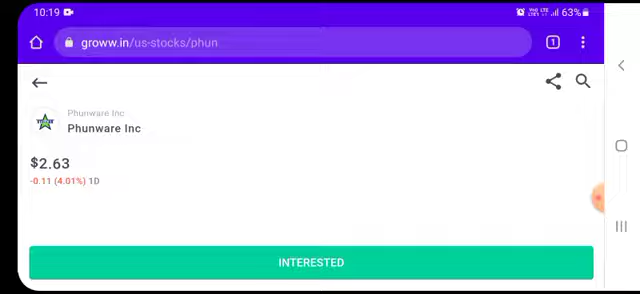 10:19 63%
groww.in/us-stocks/phun 1
Phunware Inc
Phunware Inc
$2.63
-0.11 (4.01%) 1D
INTERESTED